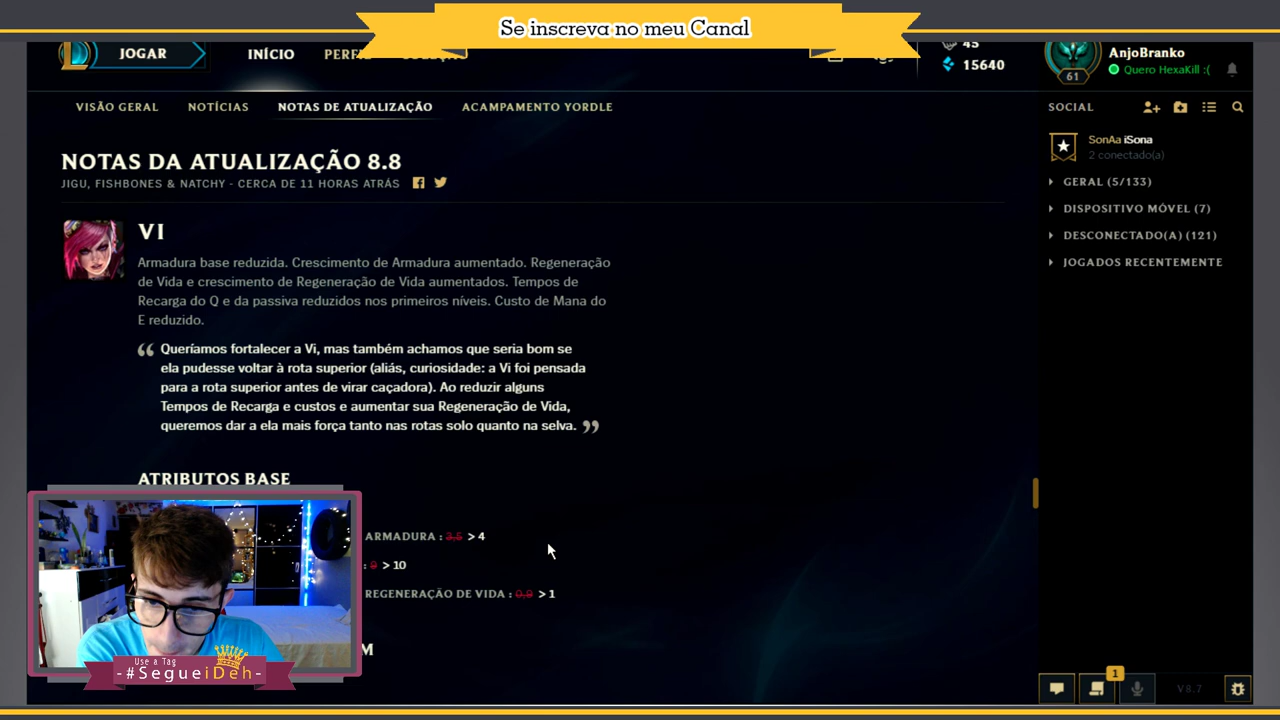 Se inscreva no meu Canal
JOGAR
INÍCIO
45
15640
AnjoBranko
Quero HexaKill :(
61
VISÃO GERAL
NOTÍCIAS
NOTAS DE ATUALIZAÇÃO
ACAMPAMENTO YORDLE
SOCIAL
NOTAS DA ATUALIZAÇÃO 8.8
JIGU, FISHBONES & NATCHY - CERCA DE 11 HORAS ATRÁS
SonAa iSona
2 conectado(a)
GERAL (5/133)
DISPOSITIVO MÓVEL (7)
DESCONECTADO(A) (121)
JOGADOS RECENTEMENTE
VI
Armadura base reduzida. Crescimento de Armadura aumentado. Regeneração
de Vida e crescimento de Regeneração de Vida aumentados. Tempos de
Recarga do Q e da passiva reduzidos nos primeiros níveis. Custo de Mana do
E reduzido.
“ Queríamos fortalecer a Vi, mas também achamos que seria bom se
ela pudesse voltar à rota superior (aliás, curiosidade: a Vi foi pensada
para a rota superior antes de virar caçadora). Ao reduzir alguns
Tempos de Recarga e custos e aumentar sua Regeneração de Vida,
queremos dar a ela mais força tanto nas rotas solo quanto na selva. ”
ATRIBUTOS BASE
ARMADURA : 3,5 > 4
: 9 > 10
REGENERAÇÃO DE VIDA : 0,9 > 1
M
Use a Tag
-#SegueiDeh-
1
V8.7